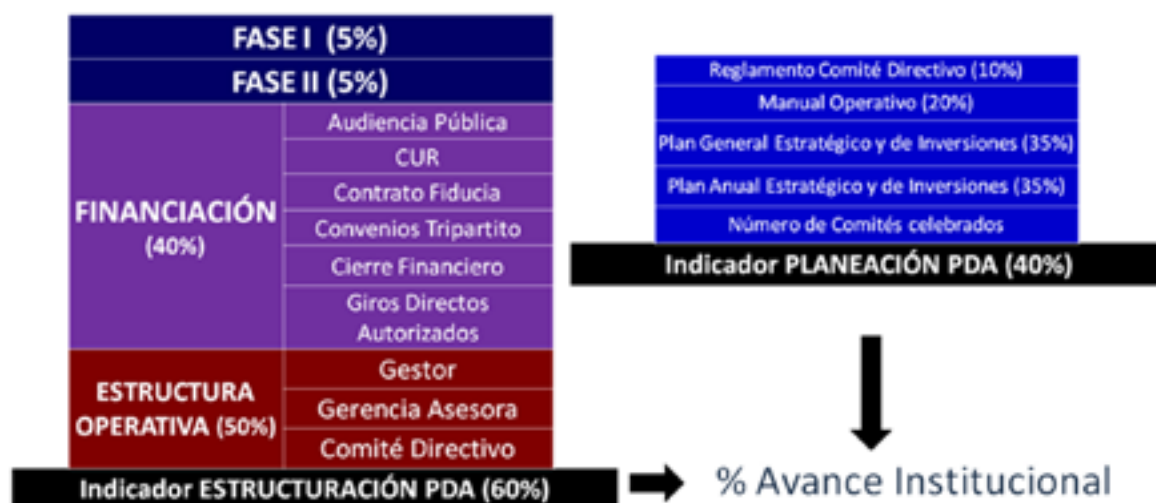 FASE I (5%)
FASE II (5%)
FINANCIACIÓN
(40%)
Audiencia Pública
CUR
Contrato Fiducia
Convenios Tripartito
Cierre Financiero
Giros Directos
Autorizados
ESTRUCTURA
OPERATIVA (50%)
Gestor
Gerencia Asesora
Comité Directivo
Indicador ESTRUCTURACIÓN PDA (60%)
Reglamento Comité Directivo (10%)
Manual Operativo (20%)
Plan General Estratégico y de Inversiones (35%)
Plan Anual Estratégico y de Inversiones (35%)
Número de Comités celebrados
Indicador PLANEACIÓN PDA (40%)
% Avance Institucional